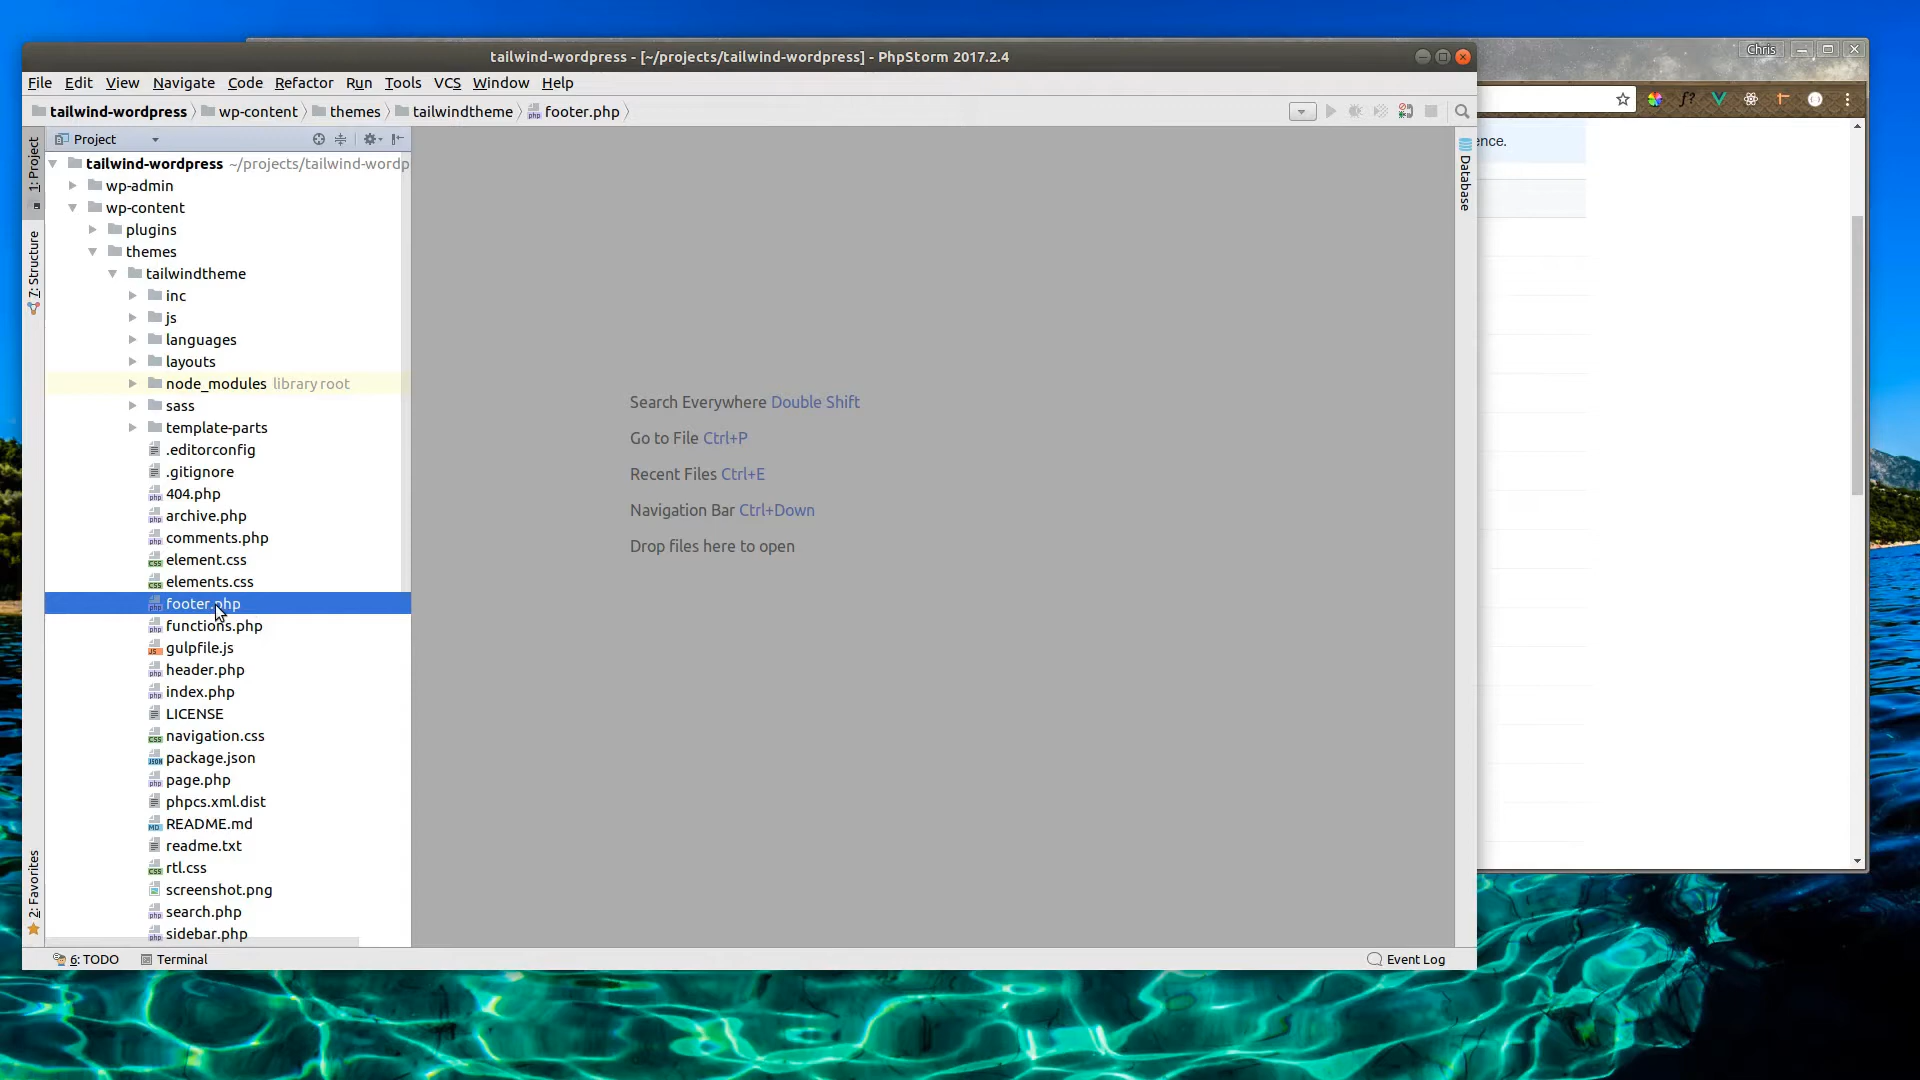 tailwind-wordpress - [~/projects/tailwind-wordpress] - PhpStorm 2017.2.4
Chris
File Edit View Navigate Code Refactor Run Tools VCS Window Help
tailwind-wordpress wp-content themes tailwindtheme footer.php
Project
ence.
1: Project
7: Structure
2: Favorites
Database
tailwind-wordpress ~/projects/tailwind-wordp
wp-admin
wp-content
plugins
themes
tailwindtheme
inc
js
languages
layouts
node_modules library root
sass
template-parts
.editorconfig
.gitignore
404.php
archive.php
comments.php
element.css
elements.css
footer.php
functions.php
gulpfile.js
header.php
index.php
LICENSE
navigation.css
package.json
page.php
phpcs.xml.dist
README.md
readme.txt
rtl.css
screenshot.png
search.php
sidebar.php
Search Everywhere Double Shift
Go to File Ctrl+P
Recent Files Ctrl+E
Navigation Bar Ctrl+Down
Drop files here to open
6: TODO Terminal Event Log